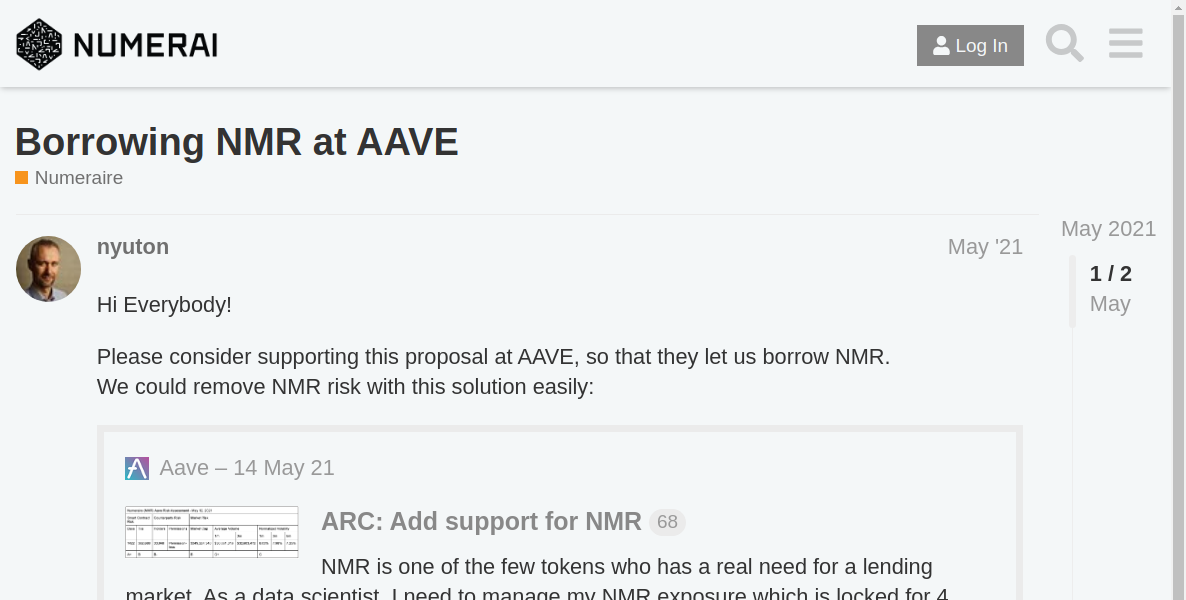 NUMERAI
Log In
Borrowing NMR at AAVE
Numeraire
May 2021
nyuton
May '21
1 / 2
May
Hi Everybody!
Please consider supporting this proposal at AAVE, so that they let us borrow NMR.
We could remove NMR risk with this solution easily:
Aave – 14 May 21
ARC: Add support for NMR 68
NMR is one of the few tokens who has a real need for a lending
market. As a data scientist, I need to manage my NMR exposure which is locked for 4